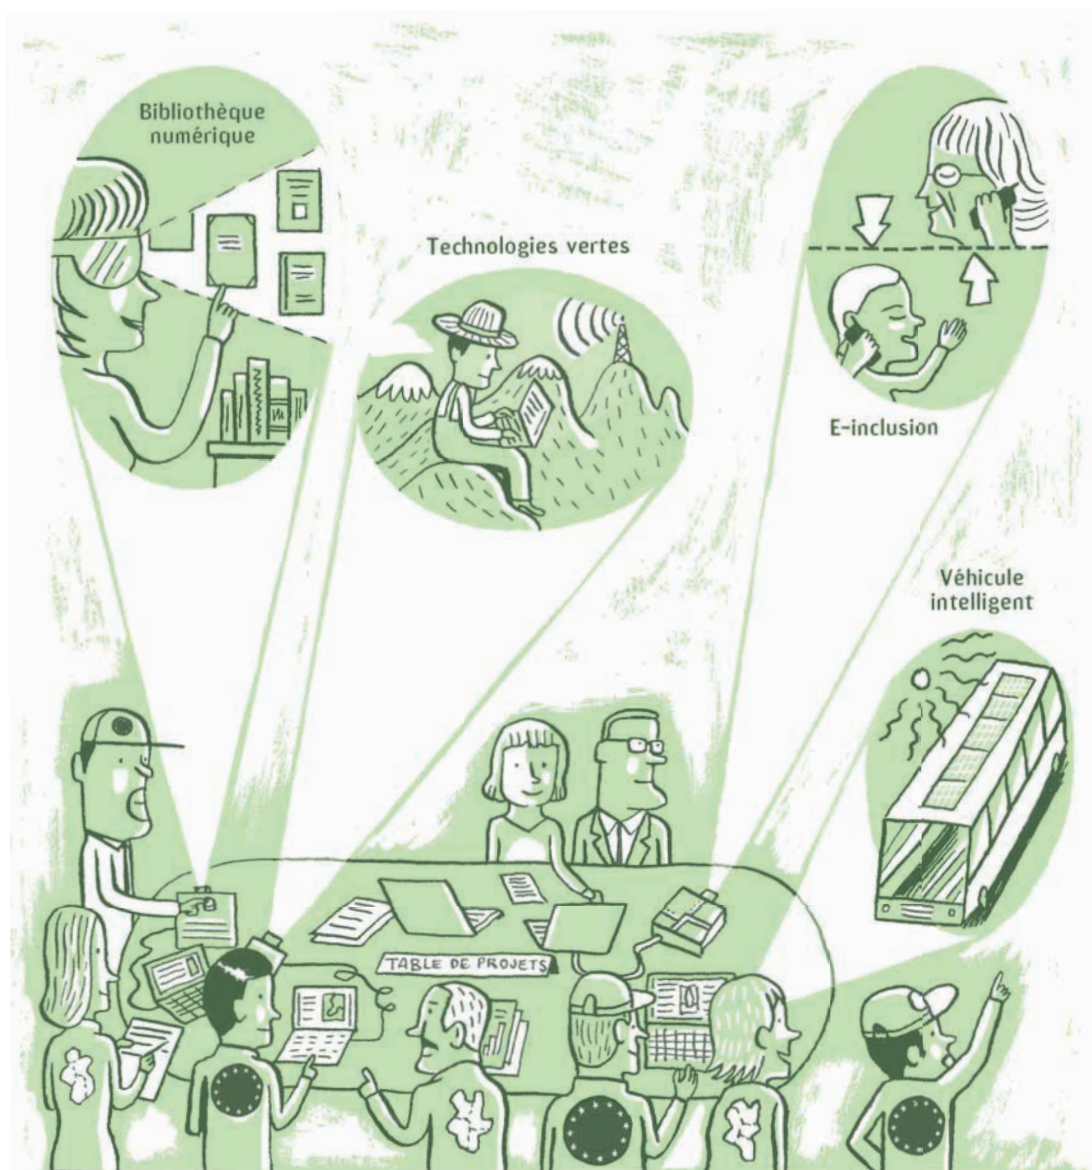 Bibliothèque
numérique
Technologies vertes
E-inclusion
Véhicule
intelligent
TABLE DE PROJETS